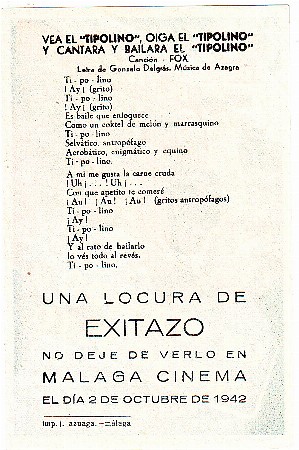 VEA EL "TIPOLINO", OIGA EL "TIPOLINO"
Y CANTARA Y BAILARA EL "TIPOLINO"
Canción - FOX
Letra de Gonzalo Delgrás. Música de Azagra
Ti - po - lino
¡ Ay ¡ (grito)
¡ Ay ¡ (grito)
Es baile que enloquece
Como un coktel de melón y marrasquino
Ti - po - lino
Selvático, antropófago
Acrobático, enigmático y equino
Ti - po - lino.
A mi me gusta la carne cruda
¡ Uh ¡ . . . ! Uh ¡ . . .
Con que apetito te comeré
¡ Au ! ¡ Au ! ¡ Au ! (gritos antropófagos)
Ti - po - lino
¡ Ay !
Ti - po - lino
¡ Ay !
Y al rato de bailarlo
lo vés todo al revés.
Ti - po - lino.
UNA LOCURA DE
EXITAZO
NO DEJE DE VERLO EN
MALAGA CINEMA
EL DÍA 2 DE OCTUBRE DE 1942
Imp. j. azuaga. - málaga